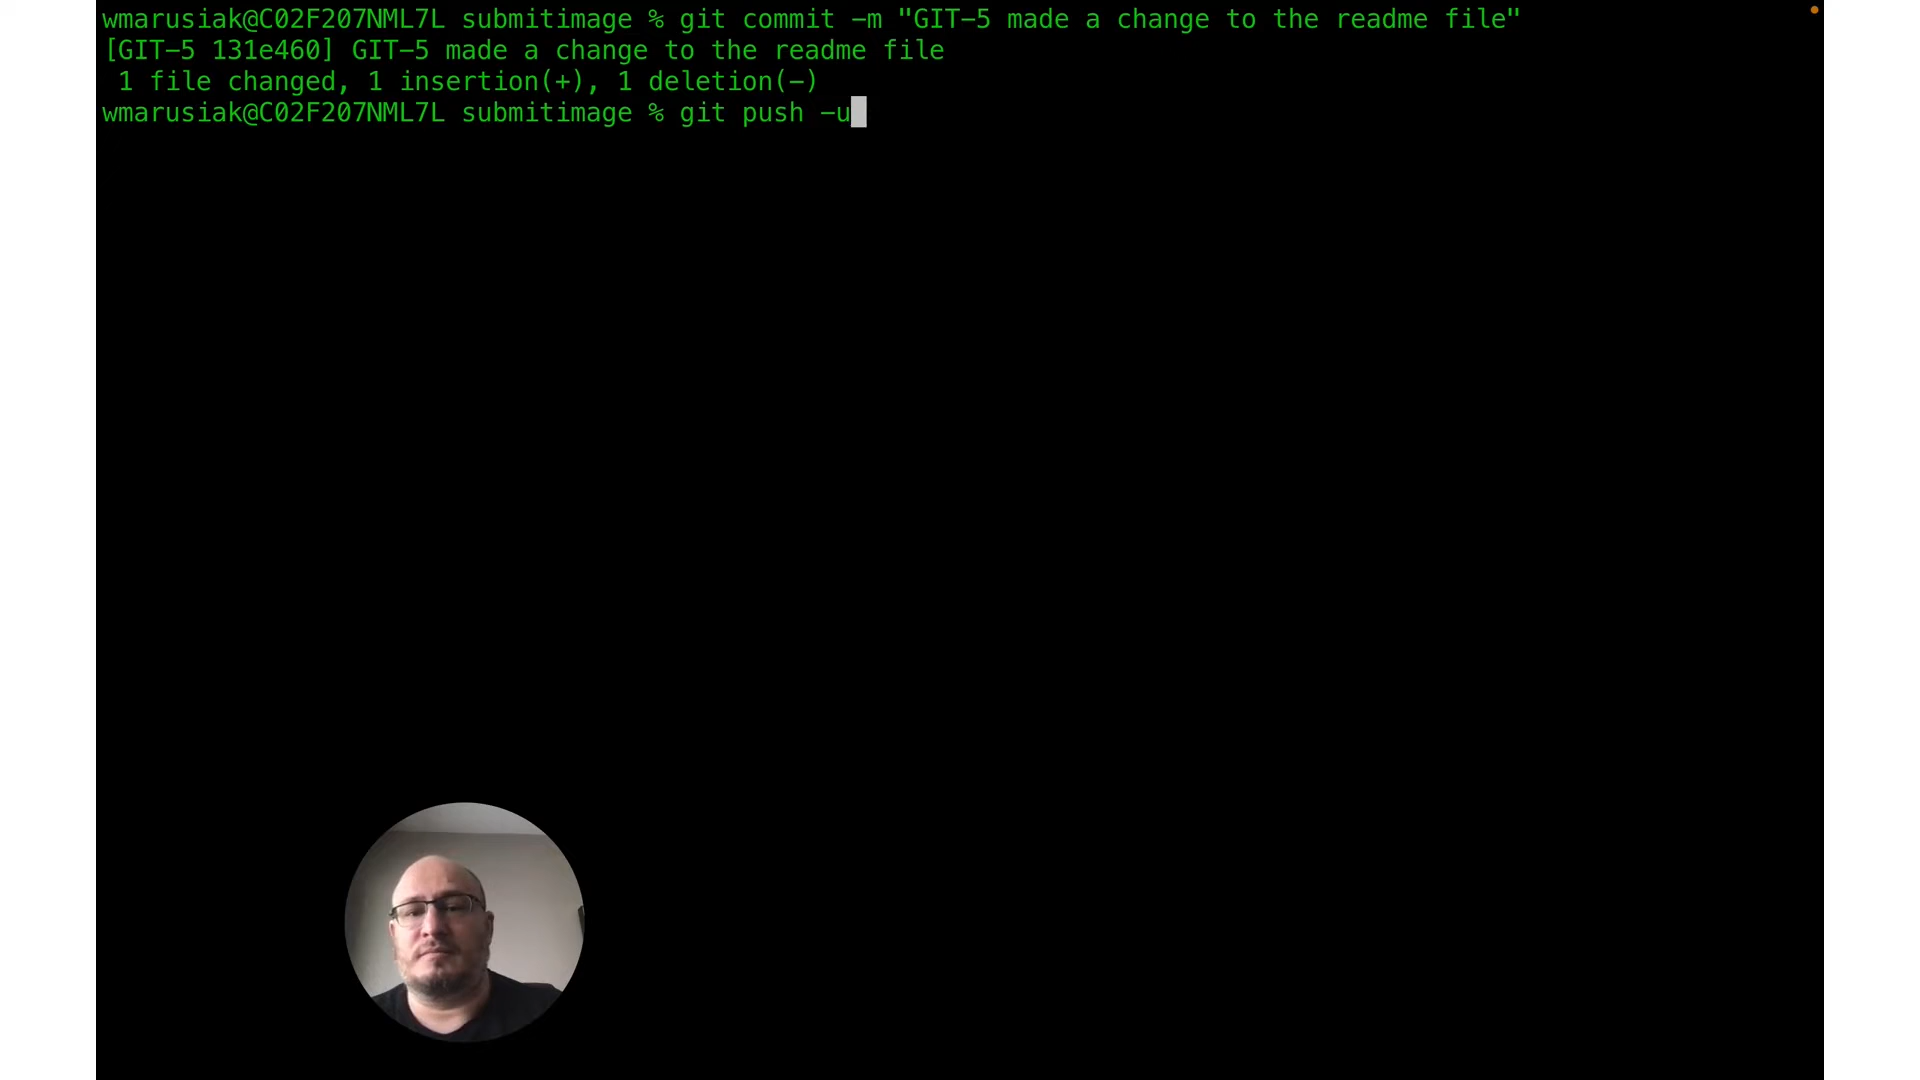 wmarusiak@C02F207NML7L submitimage % git commit -m "GIT-5 made a change to the readme file"
[GIT-5 131e460] GIT-5 made a change to the readme file
 1 file changed, 1 insertion(+), 1 deletion(-)
wmarusiak@C02F207NML7L submitimage % git push -u